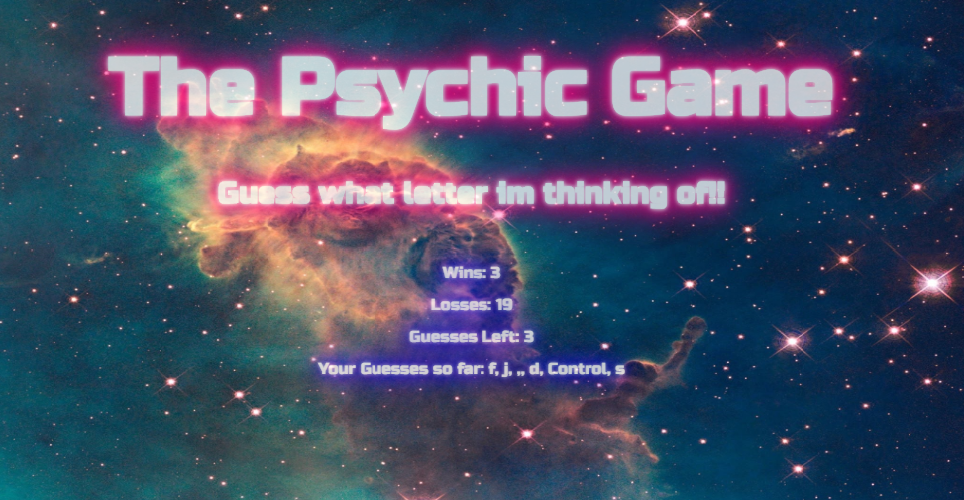 The Psychic Game
Guess what letter im thinking of!!
Wins: 3
Losses: 19
Guesses Left: 3
Your Guesses so far: f, j, ,, d, Control, s